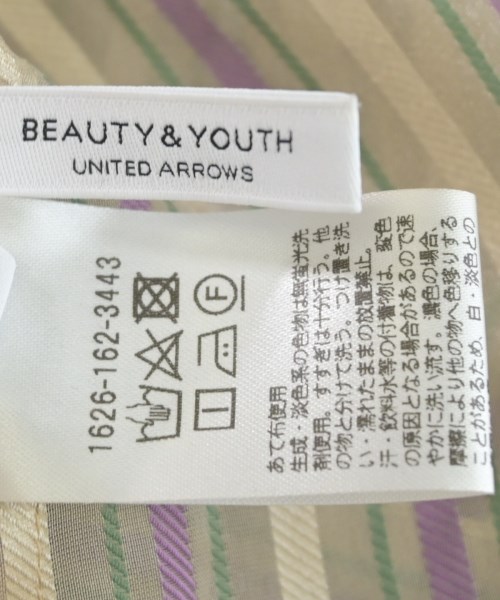 BEAUTY & YOUTH
UNITED ARROWS
1626-162-3443
F
あて布使用
生成・淡色系の色物は無蛍光洗
剤使用。すすぎは十分行う。他
の物と分けて洗う。つけ置き洗
い・濡れたままの放置禁止。
汗・飲料水等の付着物は、変色
の原因となる場合があるので速
やかに洗い流す。濃色の場合、
摩擦により他の物へ色移りする
ことがあるため、白・淡色との